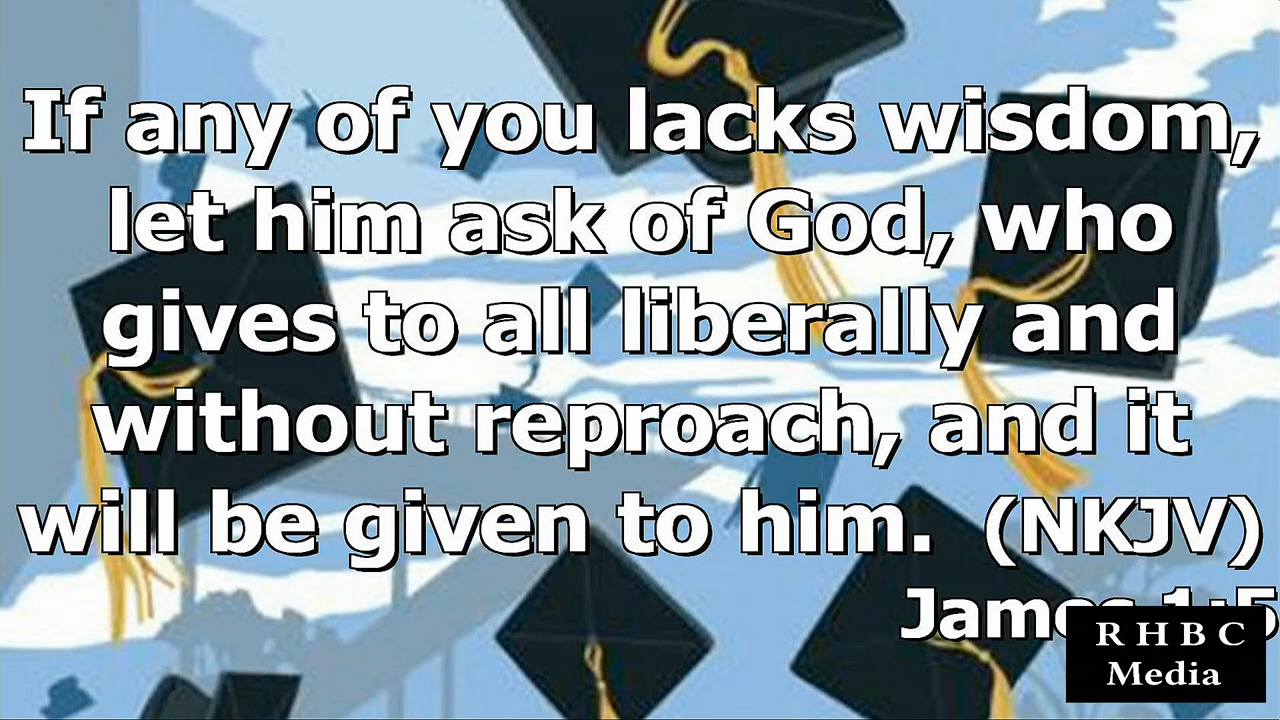 If any of you lacks wisdom,
let him ask of God, who
gives to all liberally and
without reproach, and it
will be given to him. (NKJV)
James 1:5
R H B C
Media